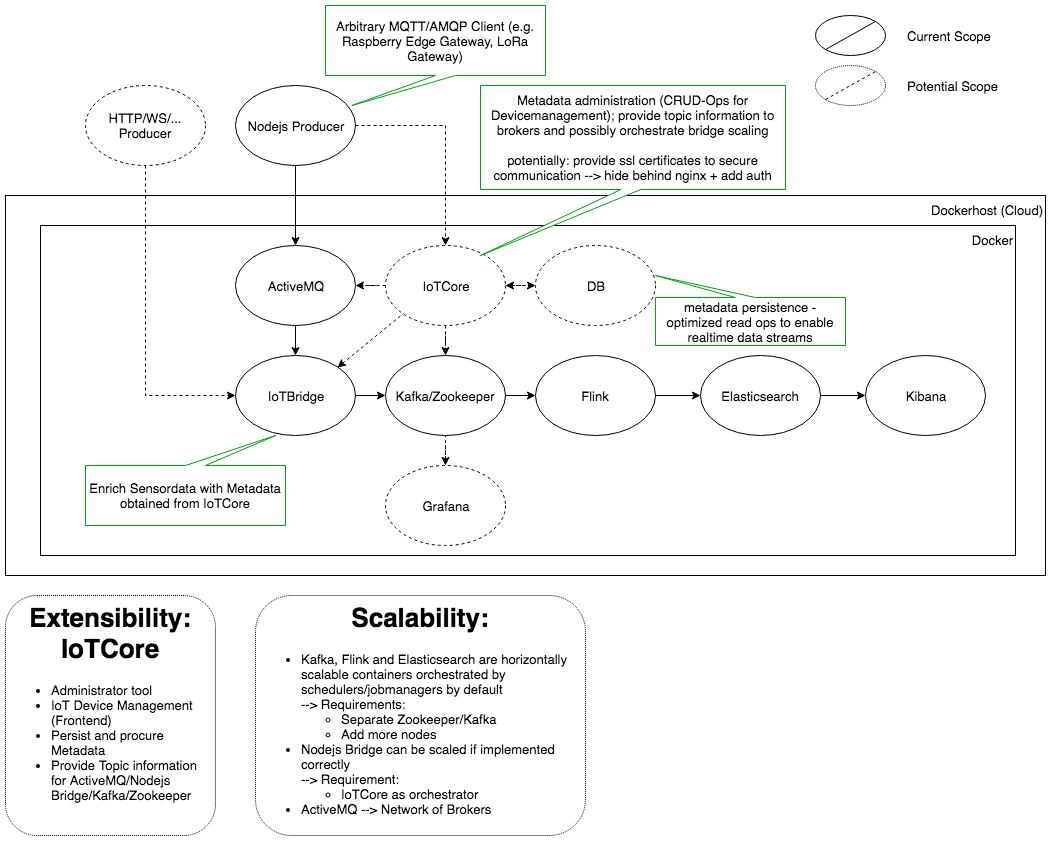 Arbitrary MQTT/AMQP Client (e.g.
Raspberry Edge Gateway, LoRa
Gateway)
Current Scope
Potential Scope
HTTP/WS/...
Producer
Nodejs Producer
Metadata administration (CRUD-Ops for
Devicemanagement); provide topic information to
brokers and possibly orchestrate bridge scaling
potentially: provide ssl certificates to secure
communication --> hide behind nginx + add auth
Dockerhost (Cloud)
Docker
ActiveMQ
IoTCore
DB
metadata persistence -
optimized read ops to enable
realtime data streams
IoTBridge
Kafka/Zookeeper
Flink
Elasticsearch
Kibana
Enrich Sensordata with Metadata
obtained from IoTCore
Grafana
Extensibility:
IoTCore
• Administrator tool
• IoT Device Management
(Frontend)
• Persist and procure
Metadata
• Provide Topic information
for ActiveMQ/Nodejs
Bridge/Kafka/Zookeeper
Scalability:
• Kafka, Flink and Elasticsearch are horizontally
scalable containers orchestrated by
schedulers/jobmanagers by default
--> Requirements:
◦ Separate Zookeeper/Kafka
◦ Add more nodes
• Nodejs Bridge can be scaled if implemented
correctly
--> Requirement:
◦ IoTCore as orchestrator
• ActiveMQ --> Network of Brokers